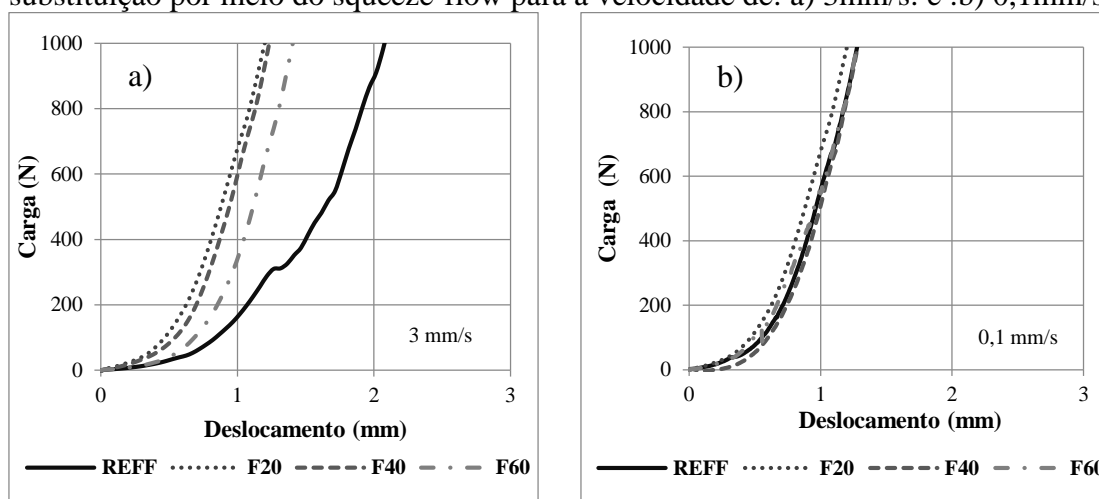 substituição por meio do squeeze-flow para a velocidade de: a) 3mm/s: e :b) 0,1mm/s
a)
Carga (N)
1000
800
600
400
200
0
3 mm/s
0 1 2 3
Deslocamento (mm)
REFF F20 F40 F60
b)
Carga (N)
1000
800
600
400
200
0
0,1 mm/s
0 1 2 3
Deslocamento (mm)
REFF F20 F40 F60